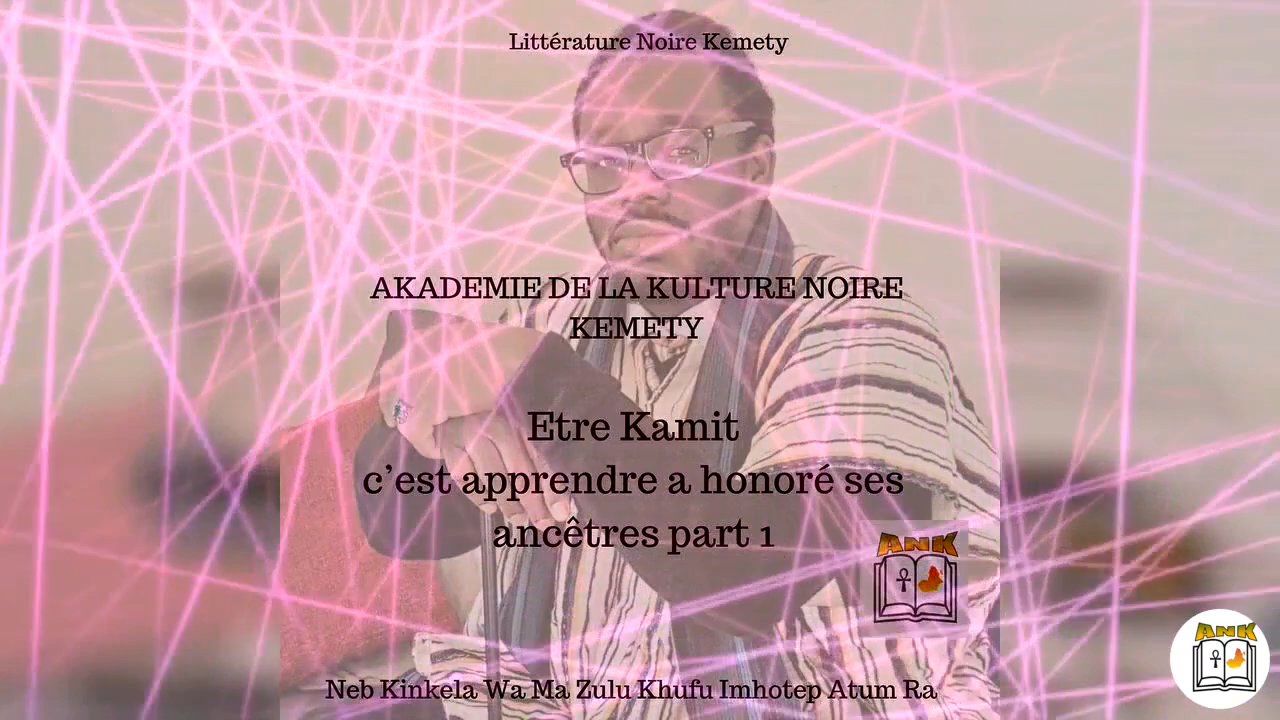 Littérature Noire Kemety
AKADEMIE DE LA KULTURE NOIRE
KEMETY
Etre Kamit
c’est apprendre a honoré ses
ancêtres part 1
ANK
Neb Kinkela Wa Ma Zulu Khufu Imhotep Atum Ra
ANK